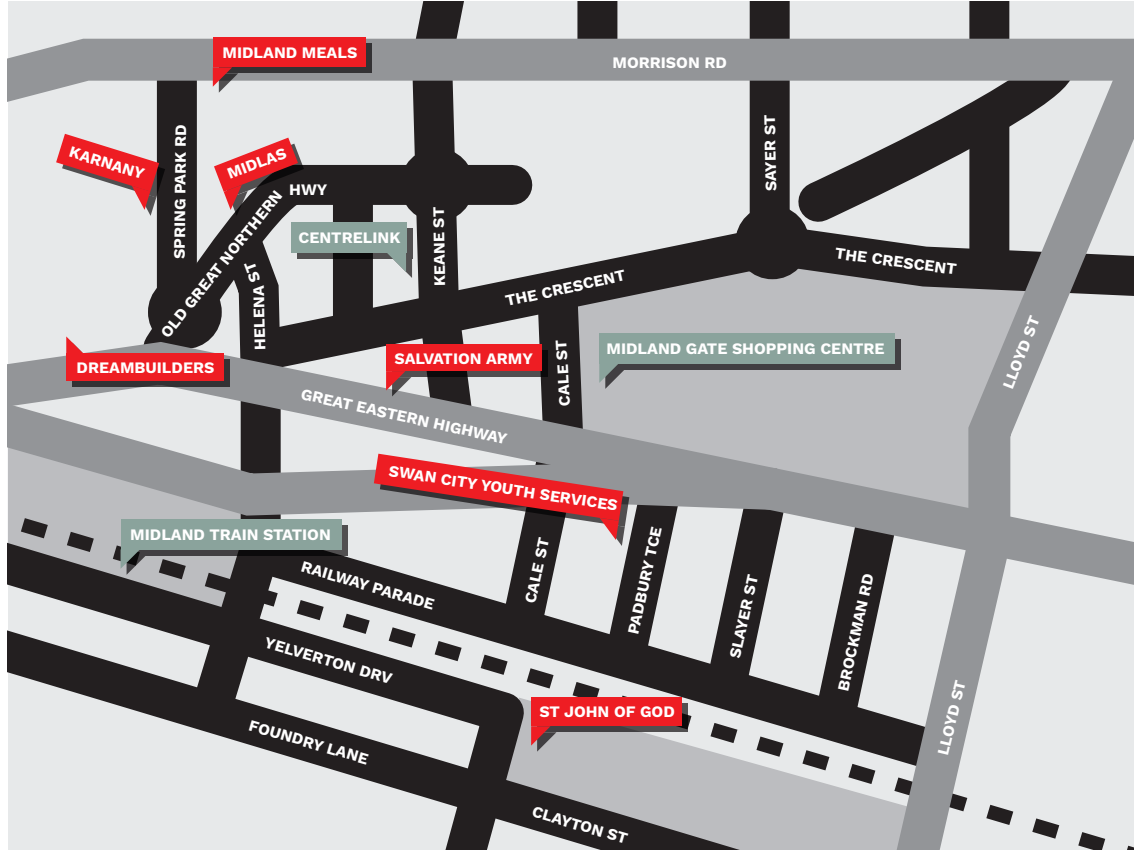 MIDLAND MEALS
MORRISON RD
KARNANY
SPRING PARK RD
MIDLAS
SAYER ST
OLD GREAT NORTHERN HWY
CENTRELINK
KEANE ST
HELENA ST
THE CRESCENT
THE CRESCENT
DREAMBUILDERS
SALVATION ARMY
CALE ST
MIDLAND GATE SHOPPING CENTRE
LLOYD ST
GREAT EASTERN HIGHWAY
SWAN CITY YOUTH SERVICES
MIDLAND TRAIN STATION
RAILWAY PARADE
CALE ST
PADBURY TCE
SLAYER ST
BROCKMAN RD
YELVERTON DRV
LLOYD ST
ST JOHN OF GOD
FOUNDRY LANE
CLAYTON ST